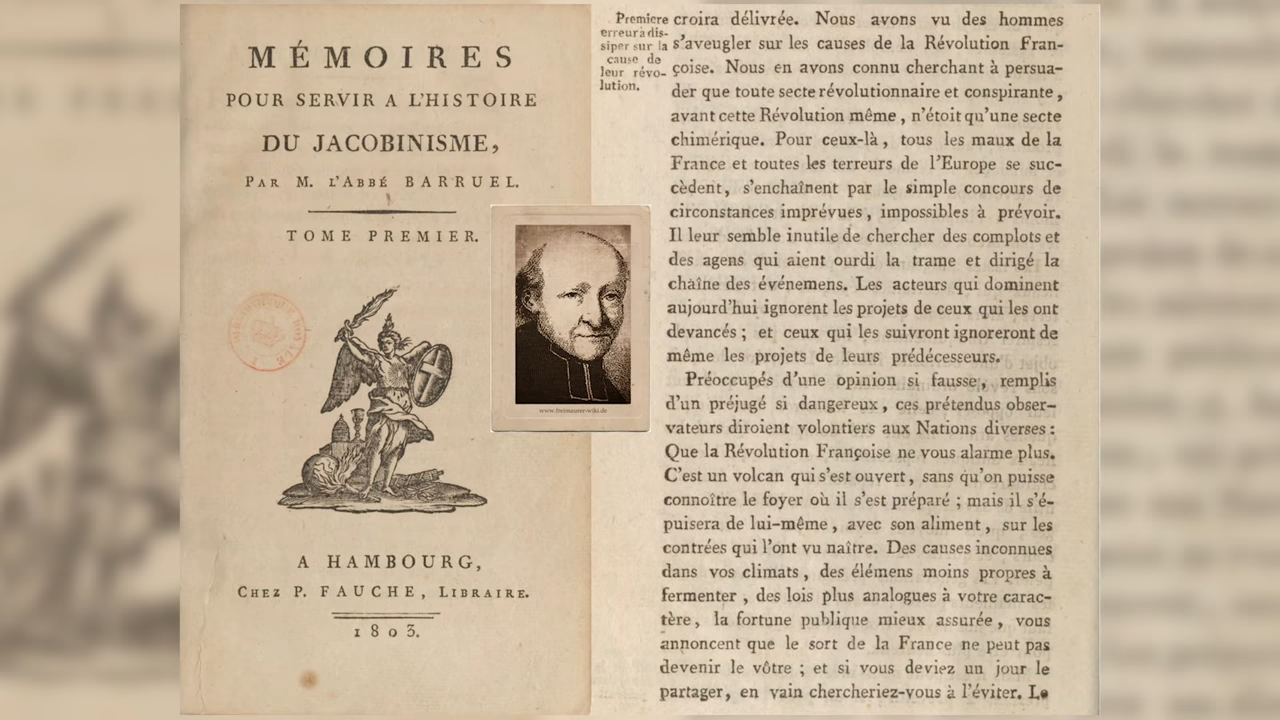 MÉMOIRES
POUR SERVIR A L'HISTOIRE
DU JACOBINISME,
PAR M. L'ABBÉ BARRUEL.
TOME PREMIER.
A HAMBOURG,
CHEZ P. FAUCHE, LIBRAIRE.
1803.
www.freimaurer-wiki.de
Premiere
erreur à dis-
siper sur la
cause de
leur révo-
lution.
croira délivrée. Nous avons vu des hommes
s'aveugler sur les causes de la Révolution Fran-
çoise. Nous en avons connu cherchant à persua-
der que toute secte révolutionnaire et conspirante,
avant cette Révolution même, n'étoit qu'une secte
chimérique. Pour ceux-là, tous les maux de la
France et toutes les terreurs de l'Europe se suc-
cèdent, s'enchaînent par le simple concours de
circonstances imprévues, impossibles à prévoir.
Il leur semble inutile de chercher des complots et
des agens qui aient ourdi la trame et dirigé la
chaîne des événemens. Les acteurs qui dominent
aujourd'hui ignorent les projets de ceux qui les ont
devancés; et ceux qui les suivront ignoreront de
même les projets de leurs prédécesseurs.
Préoccupés d'une opinion si fausse, remplis
d'un préjugé si dangereux, ces prétendus obser-
vateurs diroient volontiers aux Nations diverses:
Que la Révolution Françoise ne vous alarme plus.
C'est un volcan qui s'est ouvert, sans qu'on puisse
connoître le foyer où il s'est préparé; mais il s'é-
puisera de lui-même, avec son aliment, sur les
contrées qui l'ont vu naître. Des causes inconnues
dans vos climats, des élémens moins propres à
fermenter, des lois plus analogues à votre carac-
tère, la fortune publique mieux assurée, vous
annoncent que le sort de la France ne peut pas
devenir le vôtre; et si vous deviez un jour le
partager, en vain chercheriez-vous à l'éviter. Le